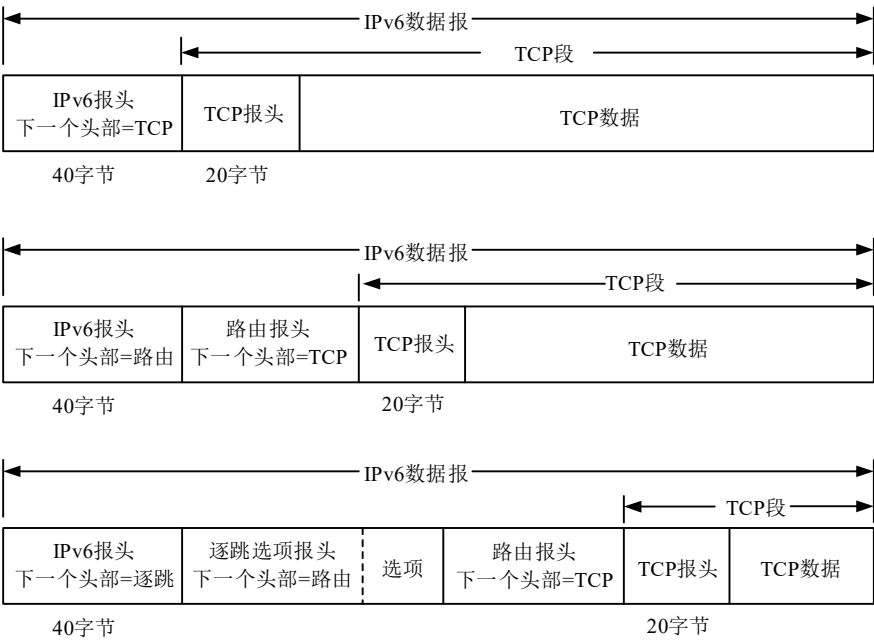 IPv6数据报
TCP段
IPv6报头
下一个头部=TCP
TCP报头
TCP数据
40字节
20字节
IPv6数据报
TCP段
IPv6报头
下一个头部=路由
路由报头
下一个头部=TCP
TCP报头
TCP数据
40字节
20字节
IPv6数据报
TCP段
IPv6报头
下一个头部=逐跳
逐跳选项报头
下一个头部=路由
选项
路由报头
下一个头部=TCP
TCP报头
TCP数据
40字节
20字节